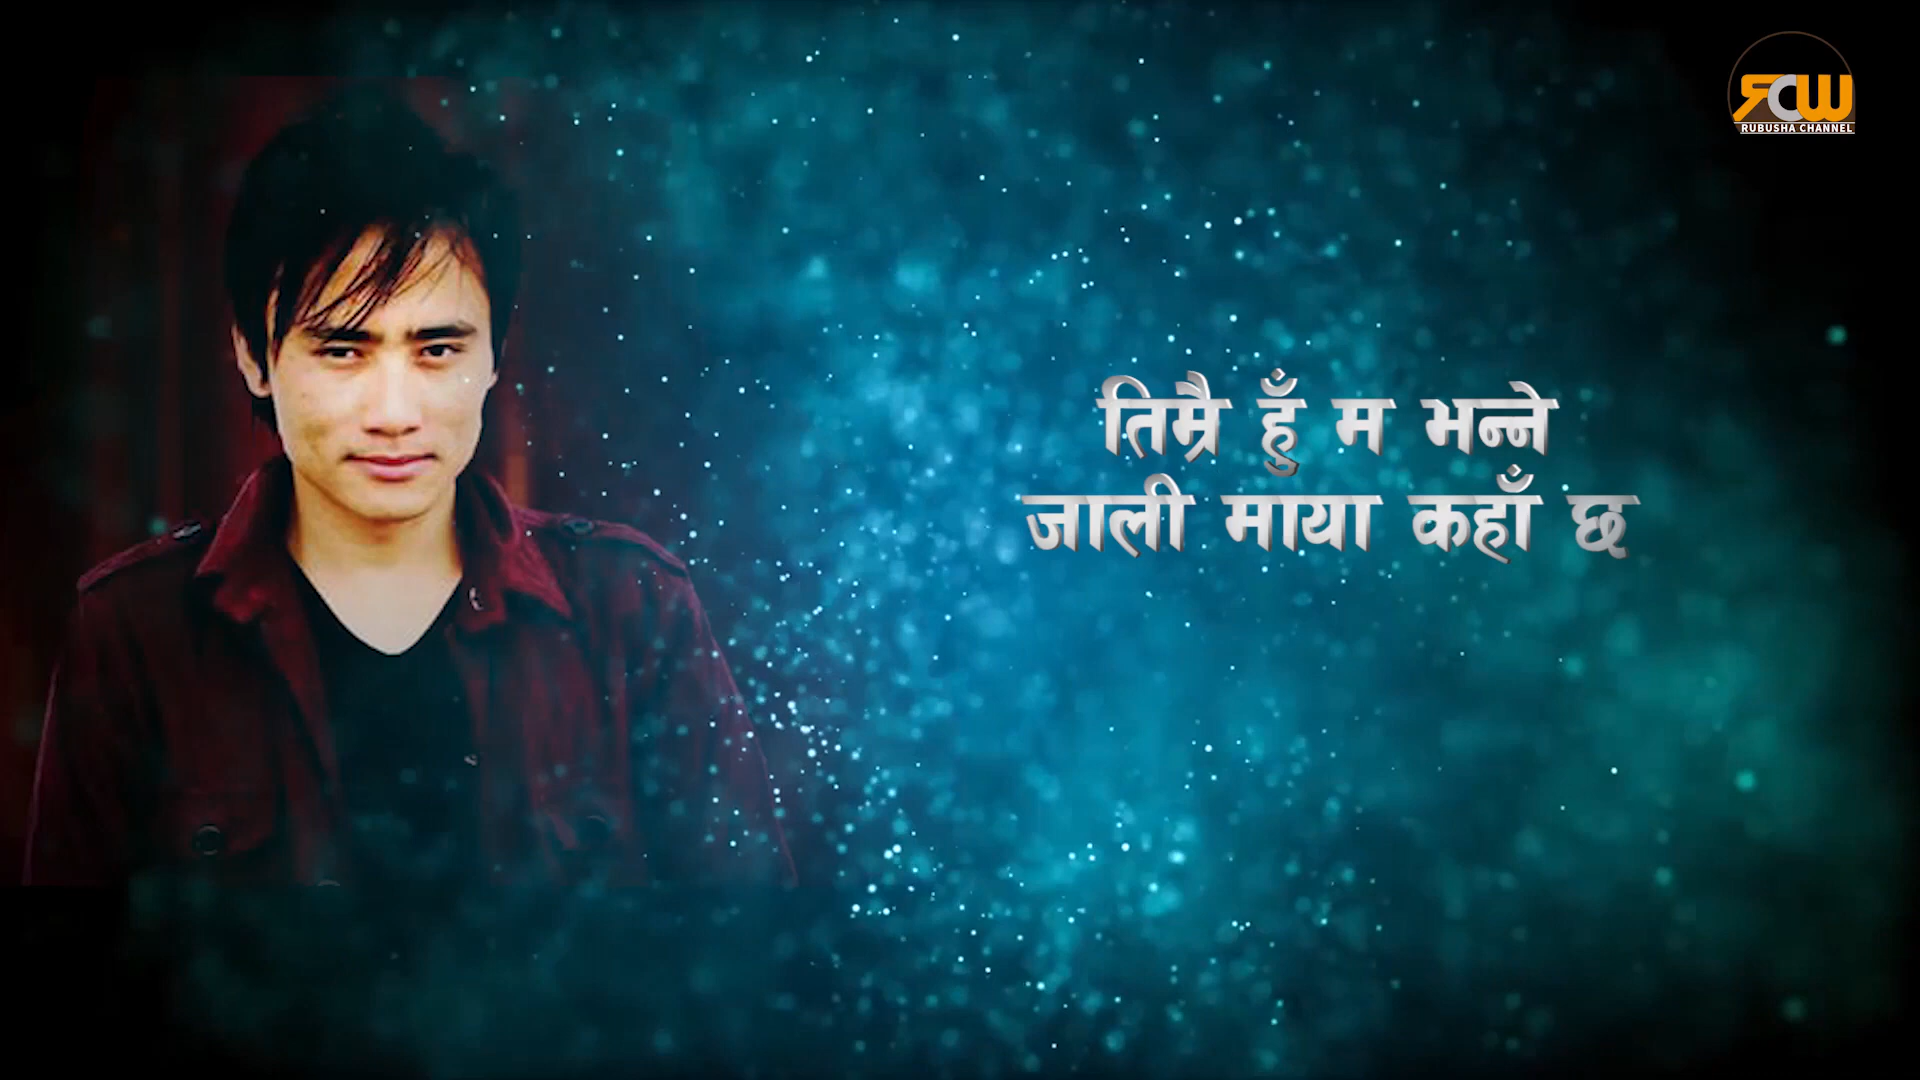 RCW
RUBUSHA CHANNEL
तिम्रै हुँ म भन्ने
जाली माया कहाँ छ